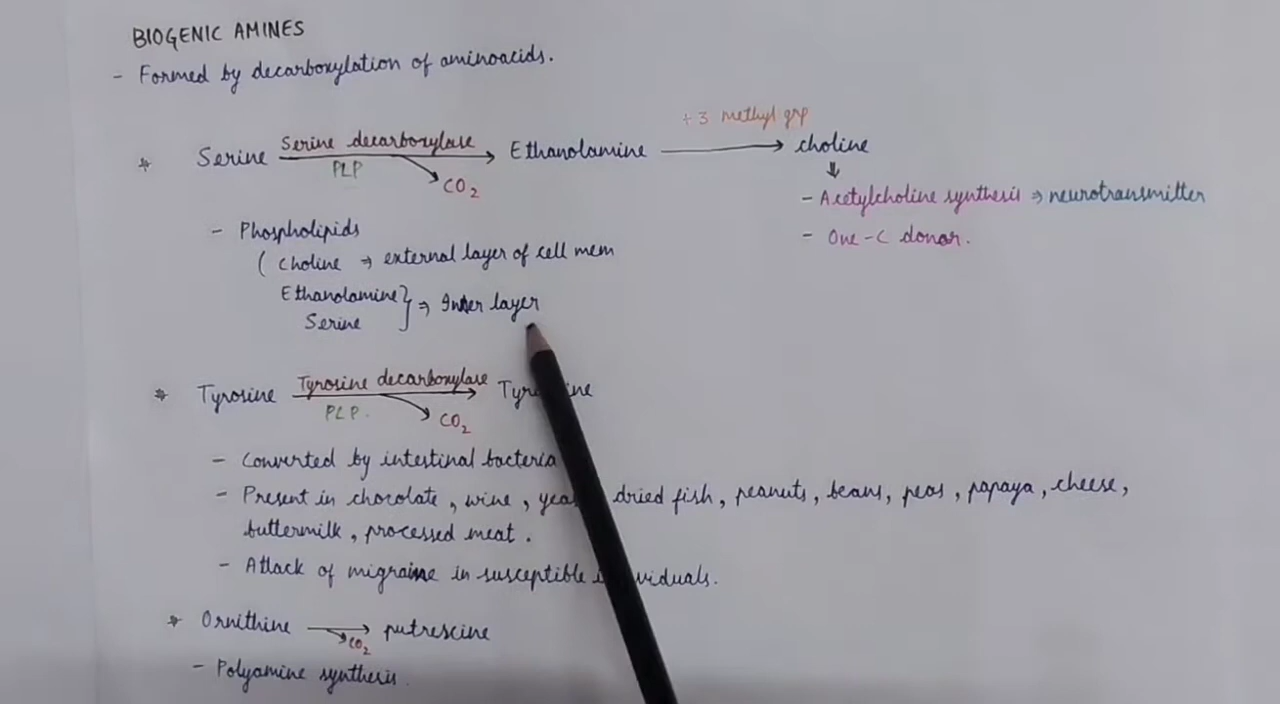 BIOGENIC AMINES
- Formed by decarboxylation of aminoacids.
* Serine Serine decarboxylase PLP CO2 → Ethanolamine + 3 methyl grp → choline
- Acetylcholine synthesis ⇒ neurotransmitter
- One-C donor.
- Phospholipids
( choline → external layer of cell mem
Ethanolamine } ⇒ Inner layer
Serine
* Tyrosine Tyrosine decarboxylase PLP. CO2 →
- Converted by intestinal bacteria
- Present in chocolate, wine, dried fish, peanuts, beans, peas, papaya, cheese,
buttermilk, processed meat.
- Attack of migraine in susceptible
* Ornithine → CO2 putrescine
- Polyamine synthesis.